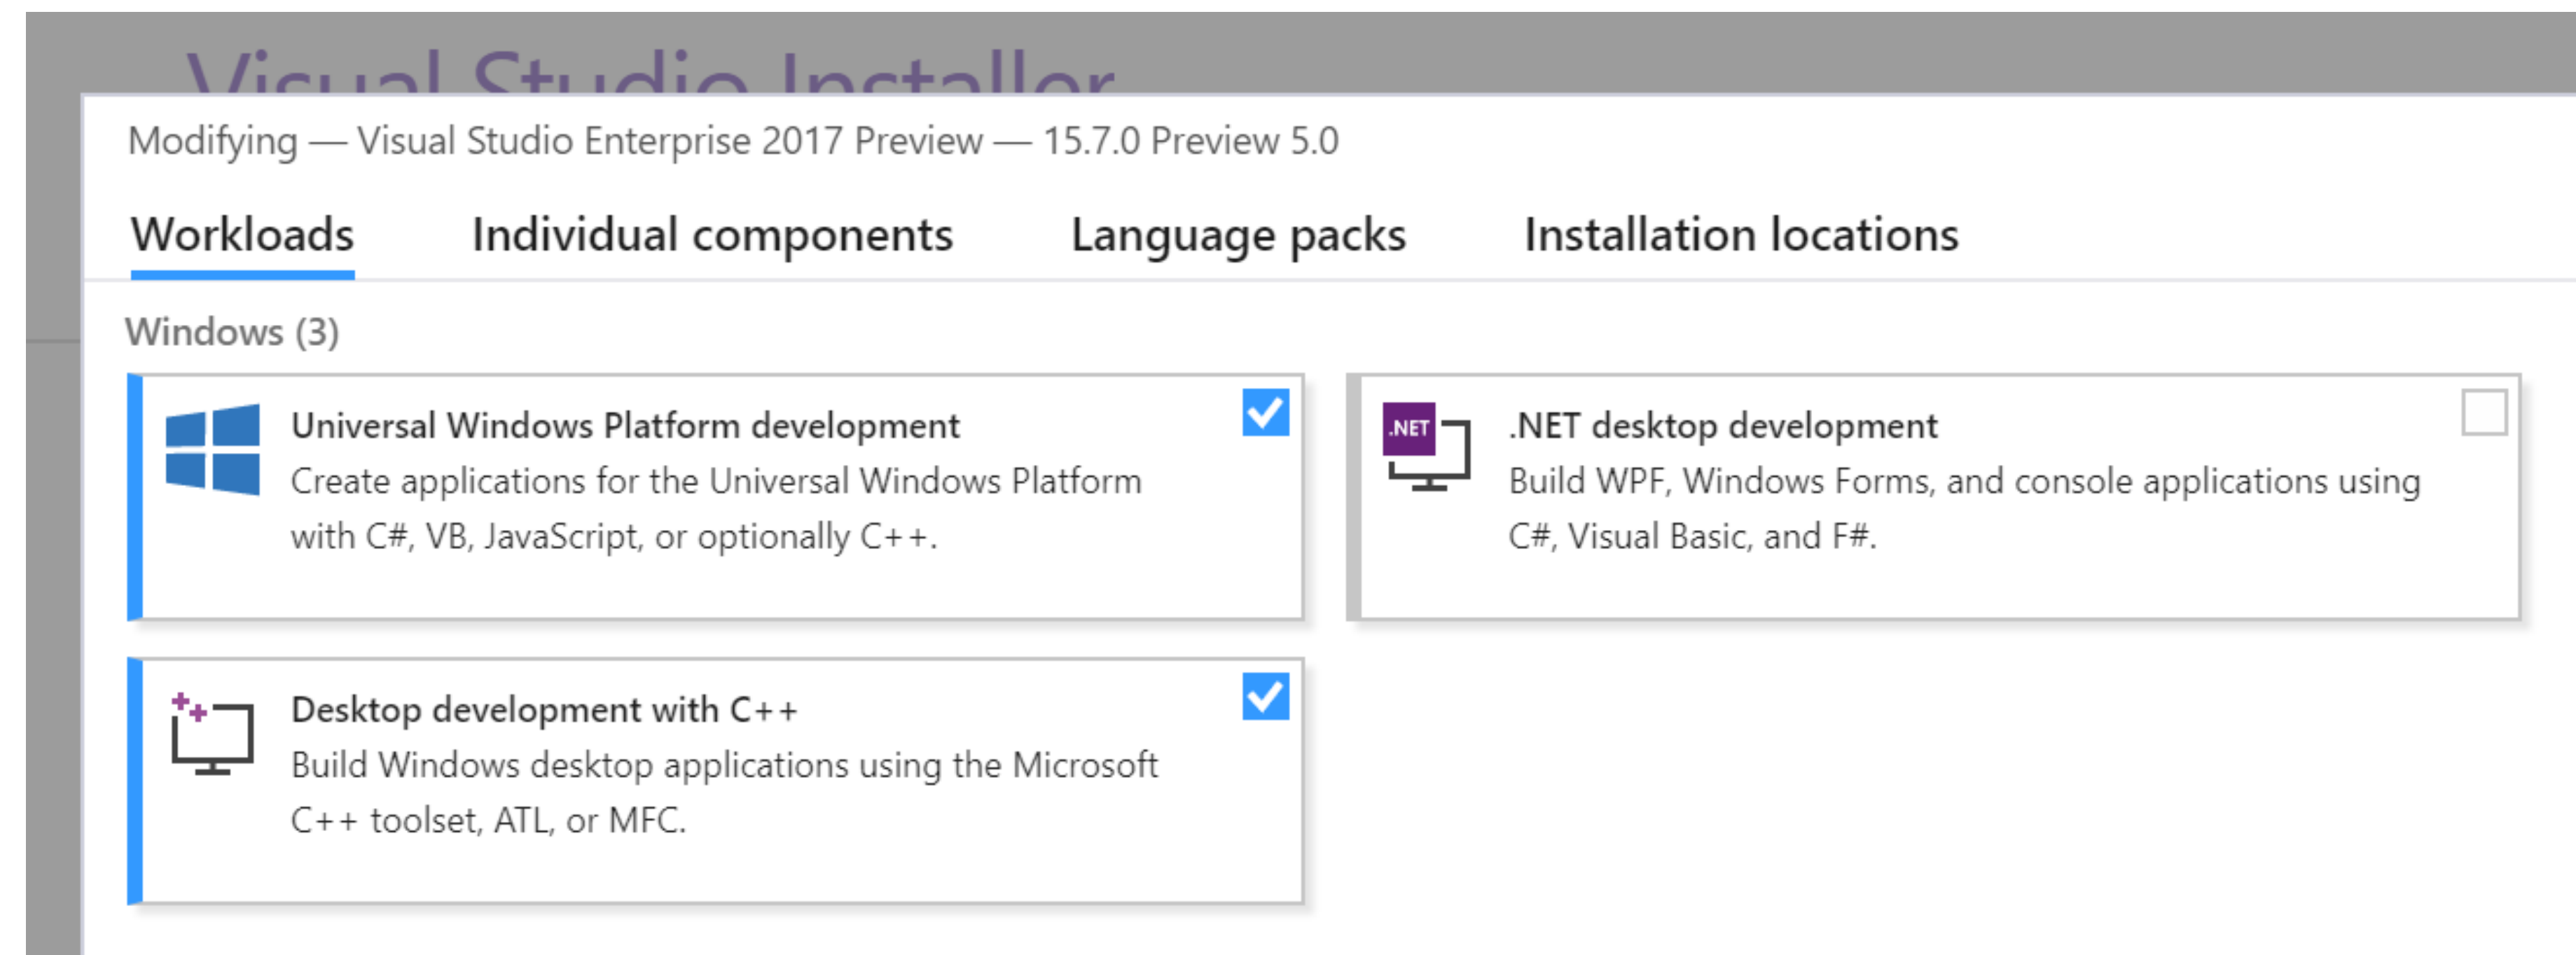 Visual Studio Installer
Modifying — Visual Studio Enterprise 2017 Preview — 15.7.0 Preview 5.0
Workloads Individual components Language packs Installation locations
Windows (3)
Universal Windows Platform development
Create applications for the Universal Windows Platform
with C#, VB, JavaScript, or optionally C++.
.NET
.NET desktop development
Build WPF, Windows Forms, and console applications using
C#, Visual Basic, and F#.
Desktop development with C++
Build Windows desktop applications using the Microsoft
C++ toolset, ATL, or MFC.